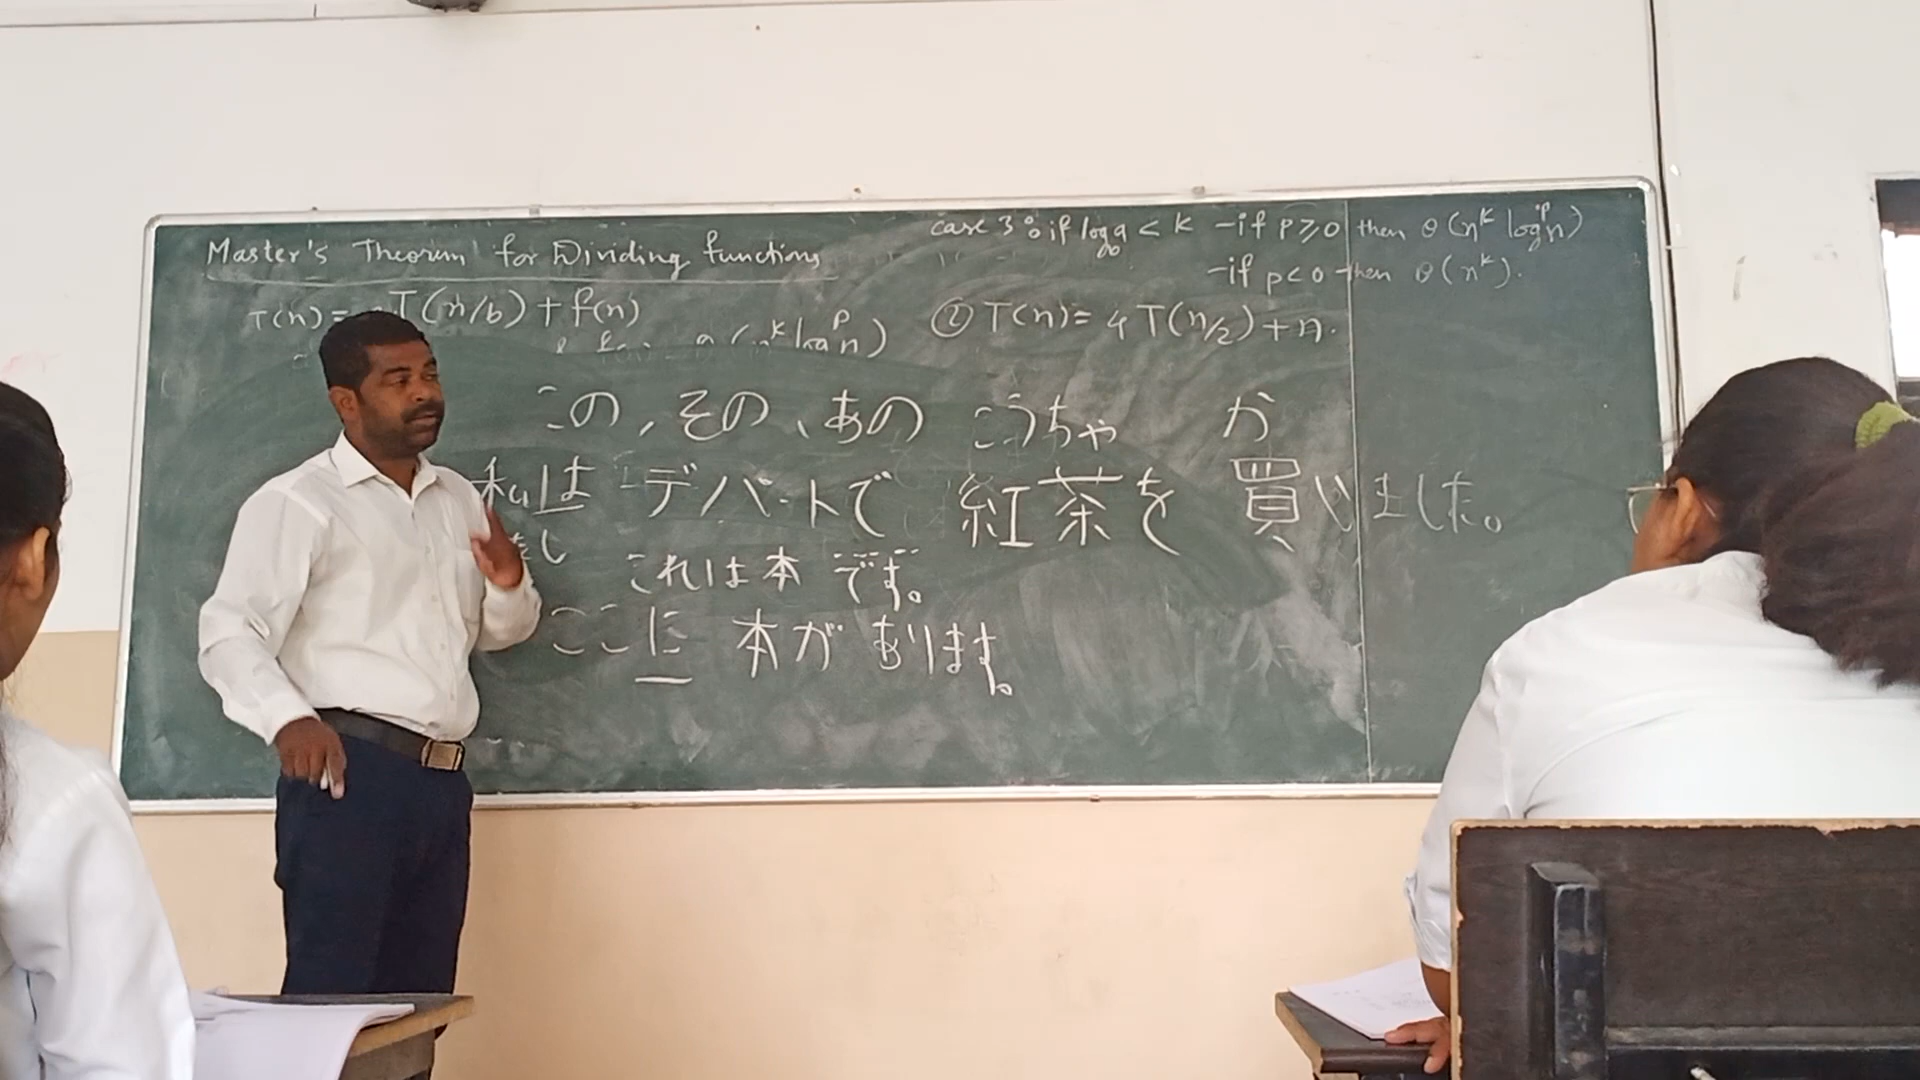 Master's Theorem for Dividing functions
T(n)= T(n/b) + f(n)
(n^k log^p n)
case 3: if log_b a < k - if p ≥ 0 then θ(n^k log^p n)
- if p < 0 then θ(n^k).
② T(n) = 4T(n/2) + n.
この,その、あの こうちゃ か
私は デパートで 紅茶を 買いました。
し
これは本 です。
ここに 本が あります。